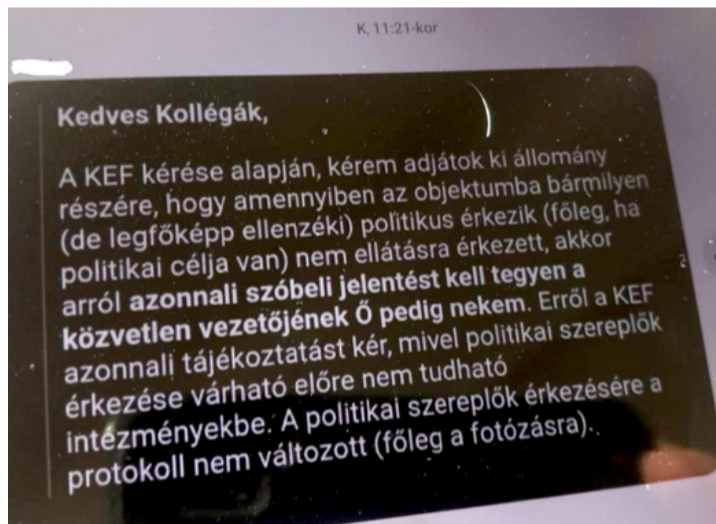 K, 11:21-kor
Kedves Kollégák,
A KEF kérése alapján, kérem adjátok ki állomány
részére, hogy amennyiben az objektumba bármilyen
(de legfőképp ellenzéki) politikus érkezik (főleg, ha
politikai célja van) nem ellátásra érkezett, akkor
arról azonnali szóbeli jelentést kell tegyen a
közvetlen vezetőjének Ő pedig nekem. Erről a KEF
azonnali tájékoztatást kér, mivel politikai szereplők
érkezése várható előre nem tudható
intézményekbe. A politikai szereplők érkezésére a
protokoll nem változott (főleg a fotózásra).